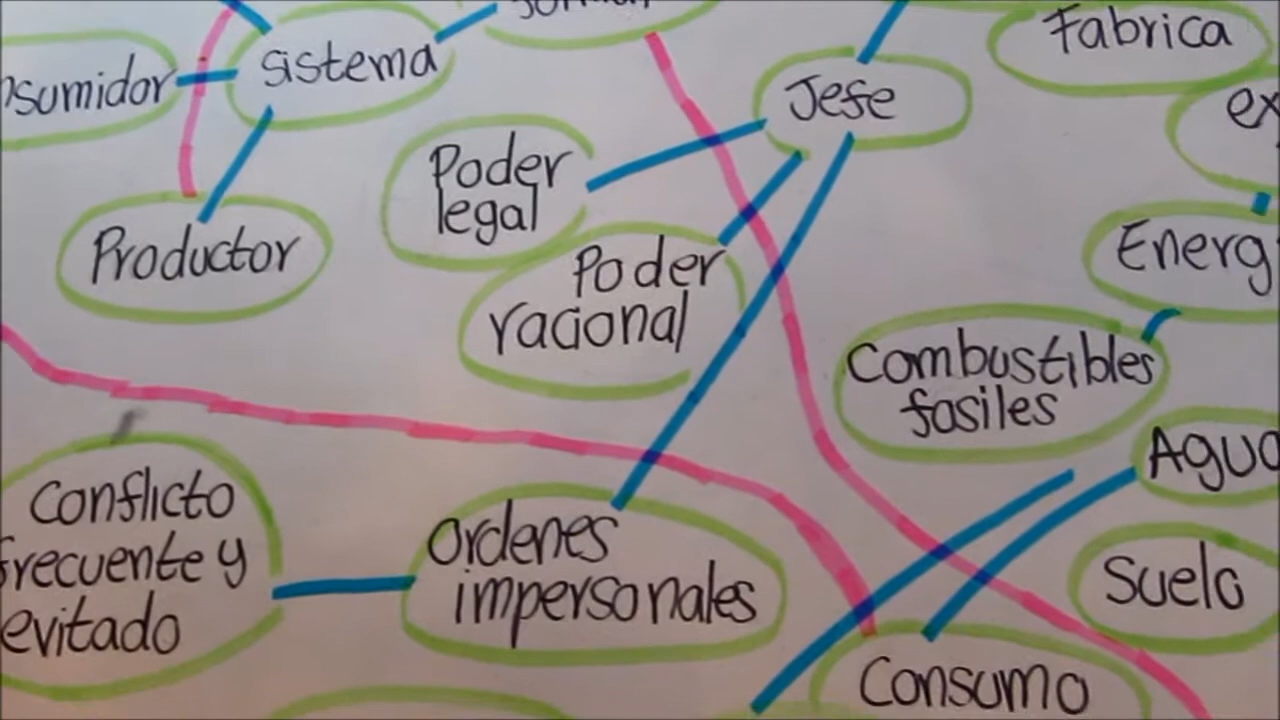 Fabrica
sistema
Jefe
Poder
legal
Productor
Poder
racional
Combustibles
fosiles
Conflicto
frecuente y
evitado
Ordenes
impersonales
Suelo
Consumo